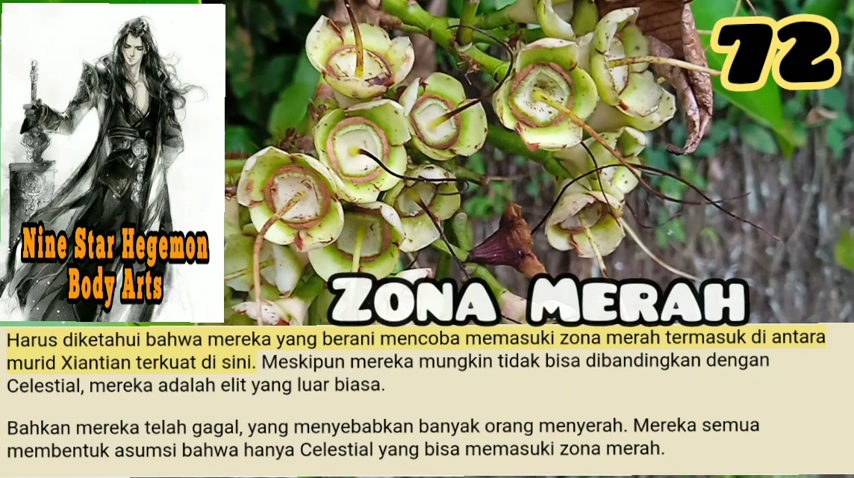 72
Nine Star Hegemon
Body Arts
Zona Merah
Harus diketahui bahwa mereka yang berani mencoba memasuki zona merah termasuk di antara
murid Xiantian terkuat di sini. Meskipun mereka mungkin tidak bisa dibandingkan dengan
Celestial, mereka adalah elit yang luar biasa.
Bahkan mereka telah gagal, yang menyebabkan banyak orang menyerah. Mereka semua
membentuk asumsi bahwa hanya Celestial yang bisa memasuki zona merah.